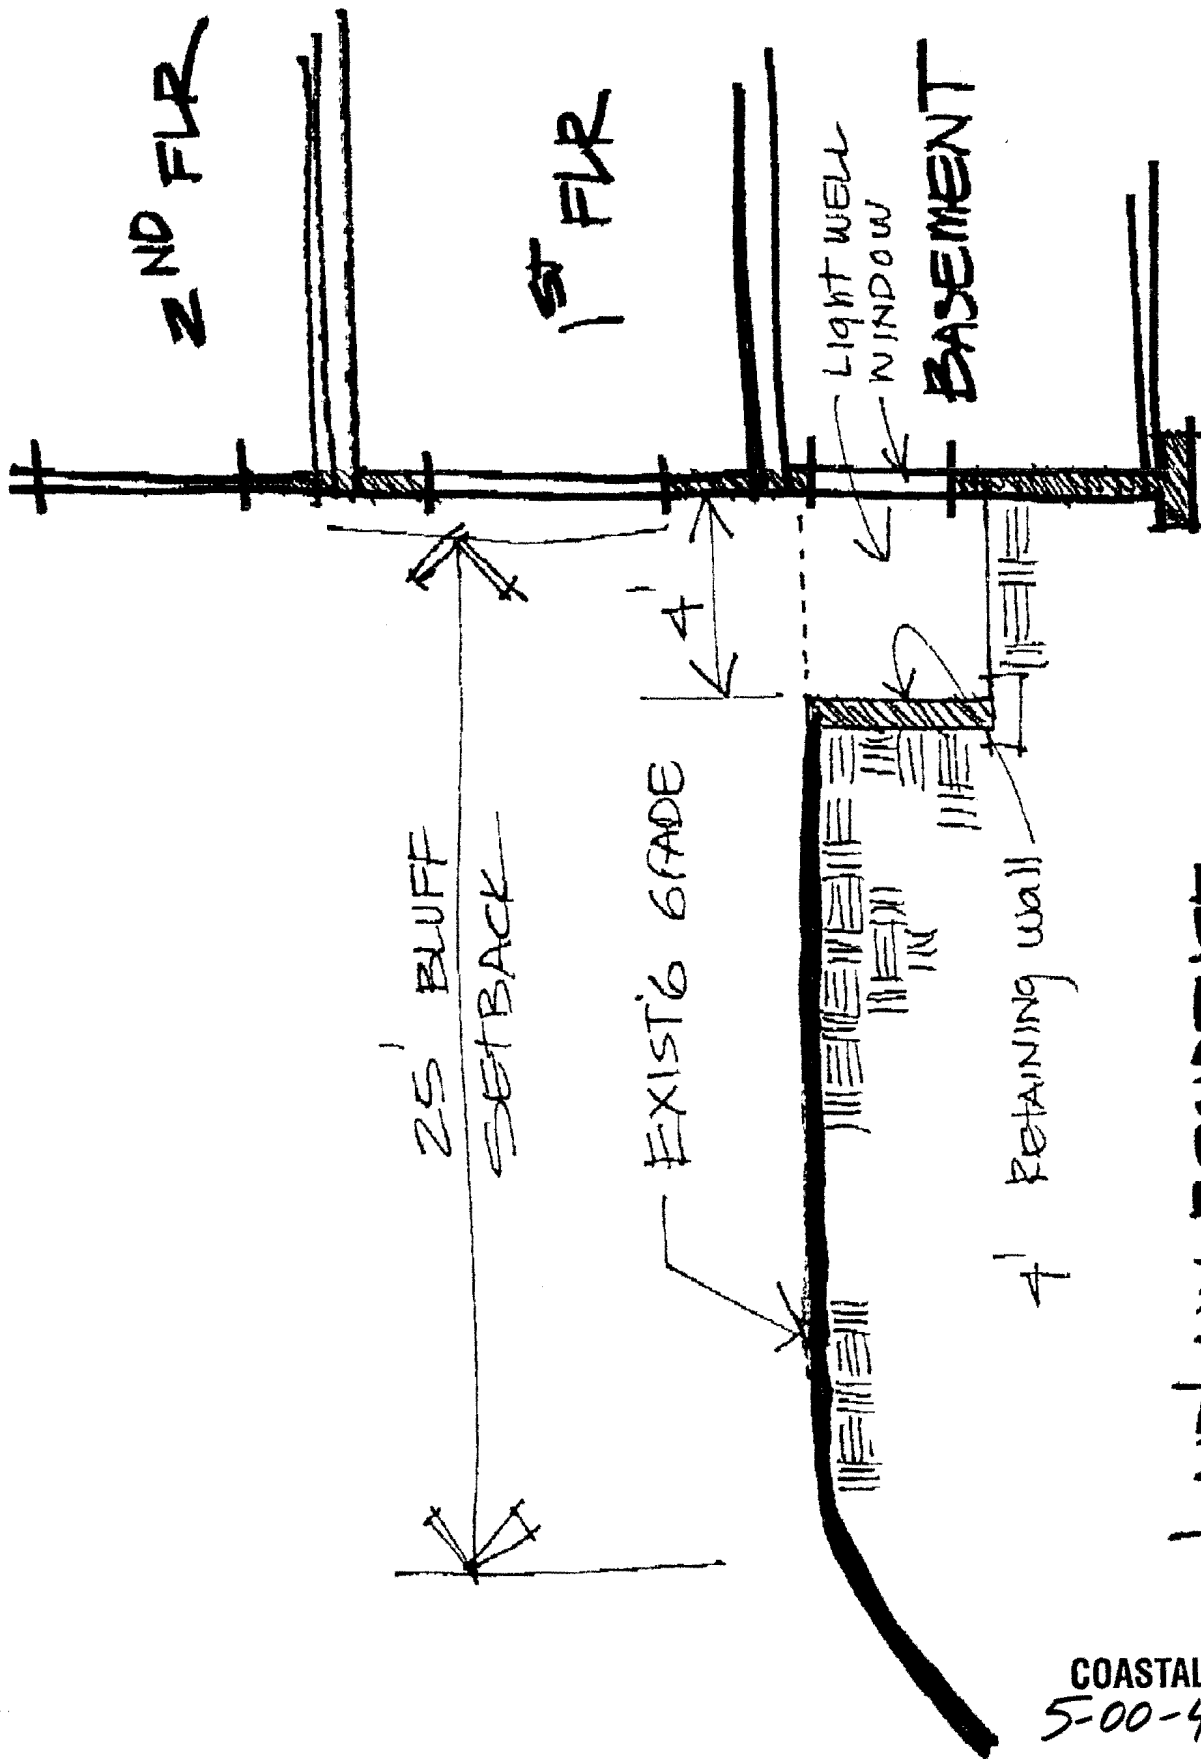 2ND FLR
1ST FLR
Light WELL
WINDOW
BASEMENT
4'
25' BLUFF
SETBACK
EXIST'G GRADE
4' RETAINING wall
COASTAL
5-00-4